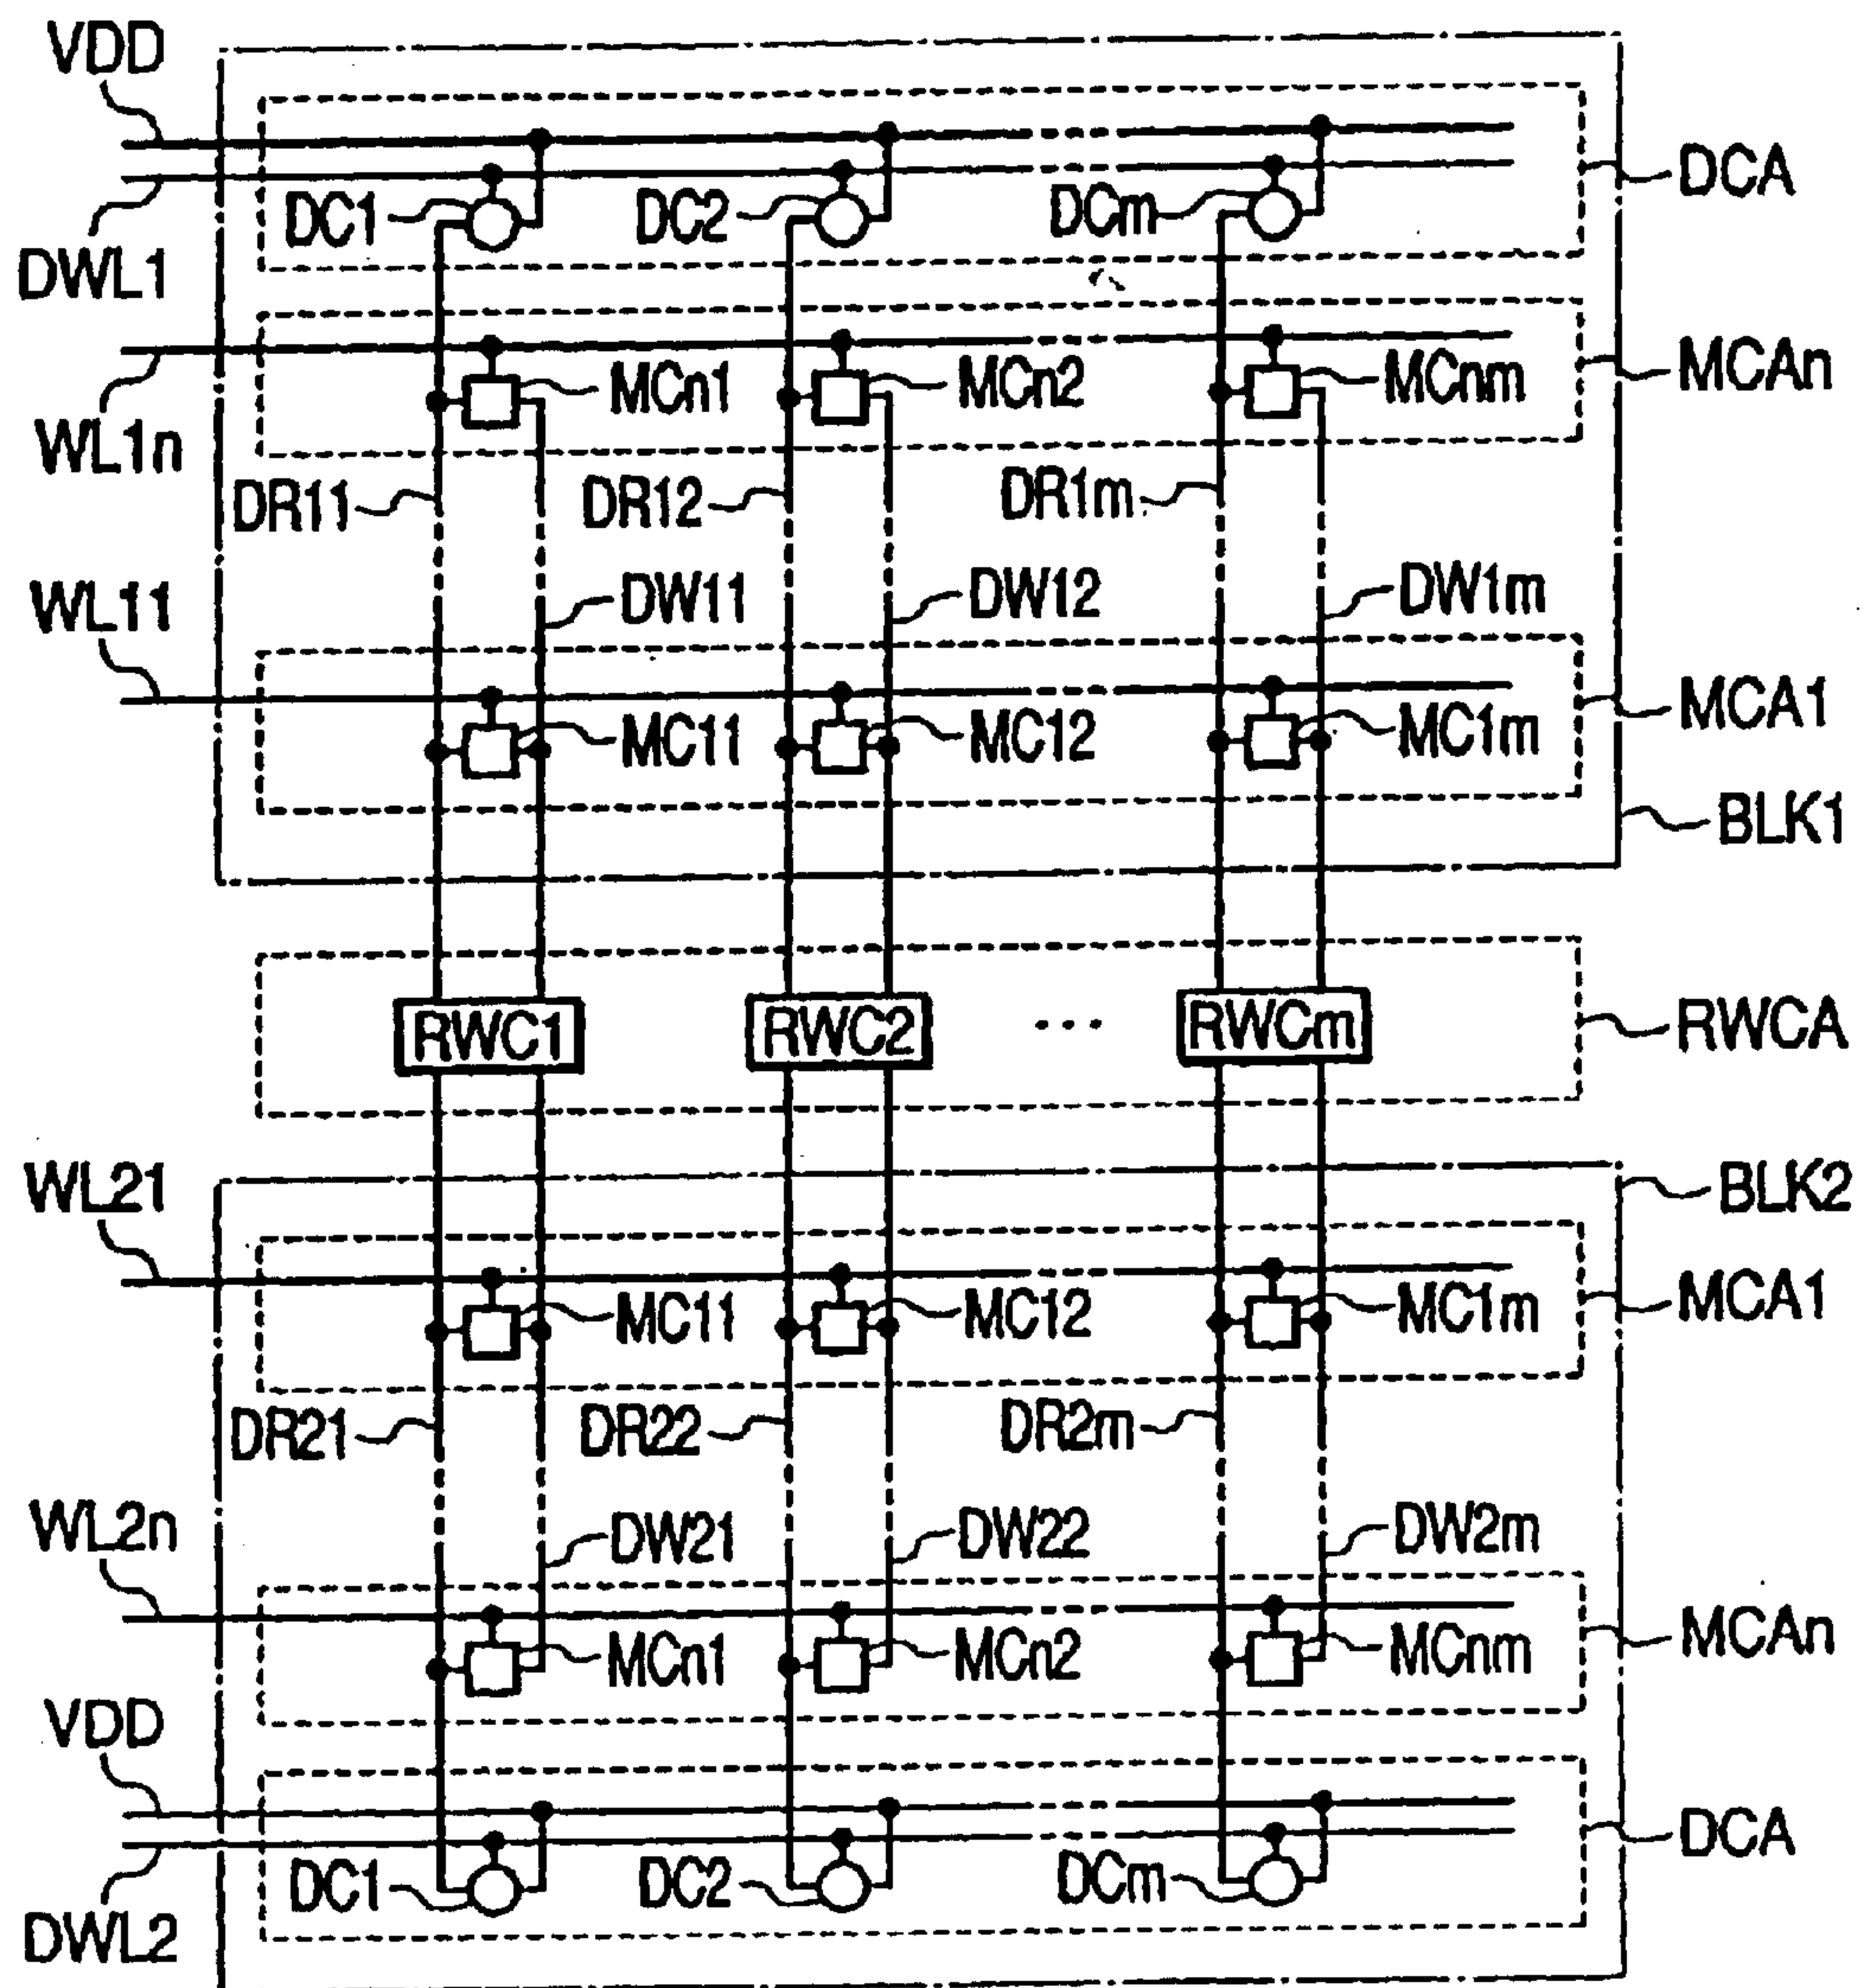 VDD
DCA
DC1 DC2 DCm
DWL1
MCAn
MCn1 MCn2 MCnm
WL1n
DR11 DR12 DR1m
WL11
DW11 DW12 DW1m
MCA1
MC11 MC12 MC1m
BLK1
RWC1 RWC2 ... RWCm
RWCA
WL21
BLK2
MCA1
MC11 MC12 MC1m
DR21 DR22 DR2m
WL2n
DW21 DW22 DW2m
MCAn
MCn1 MCn2 MCnm
VDD
DCA
DC1 DC2 DCm
DWL2